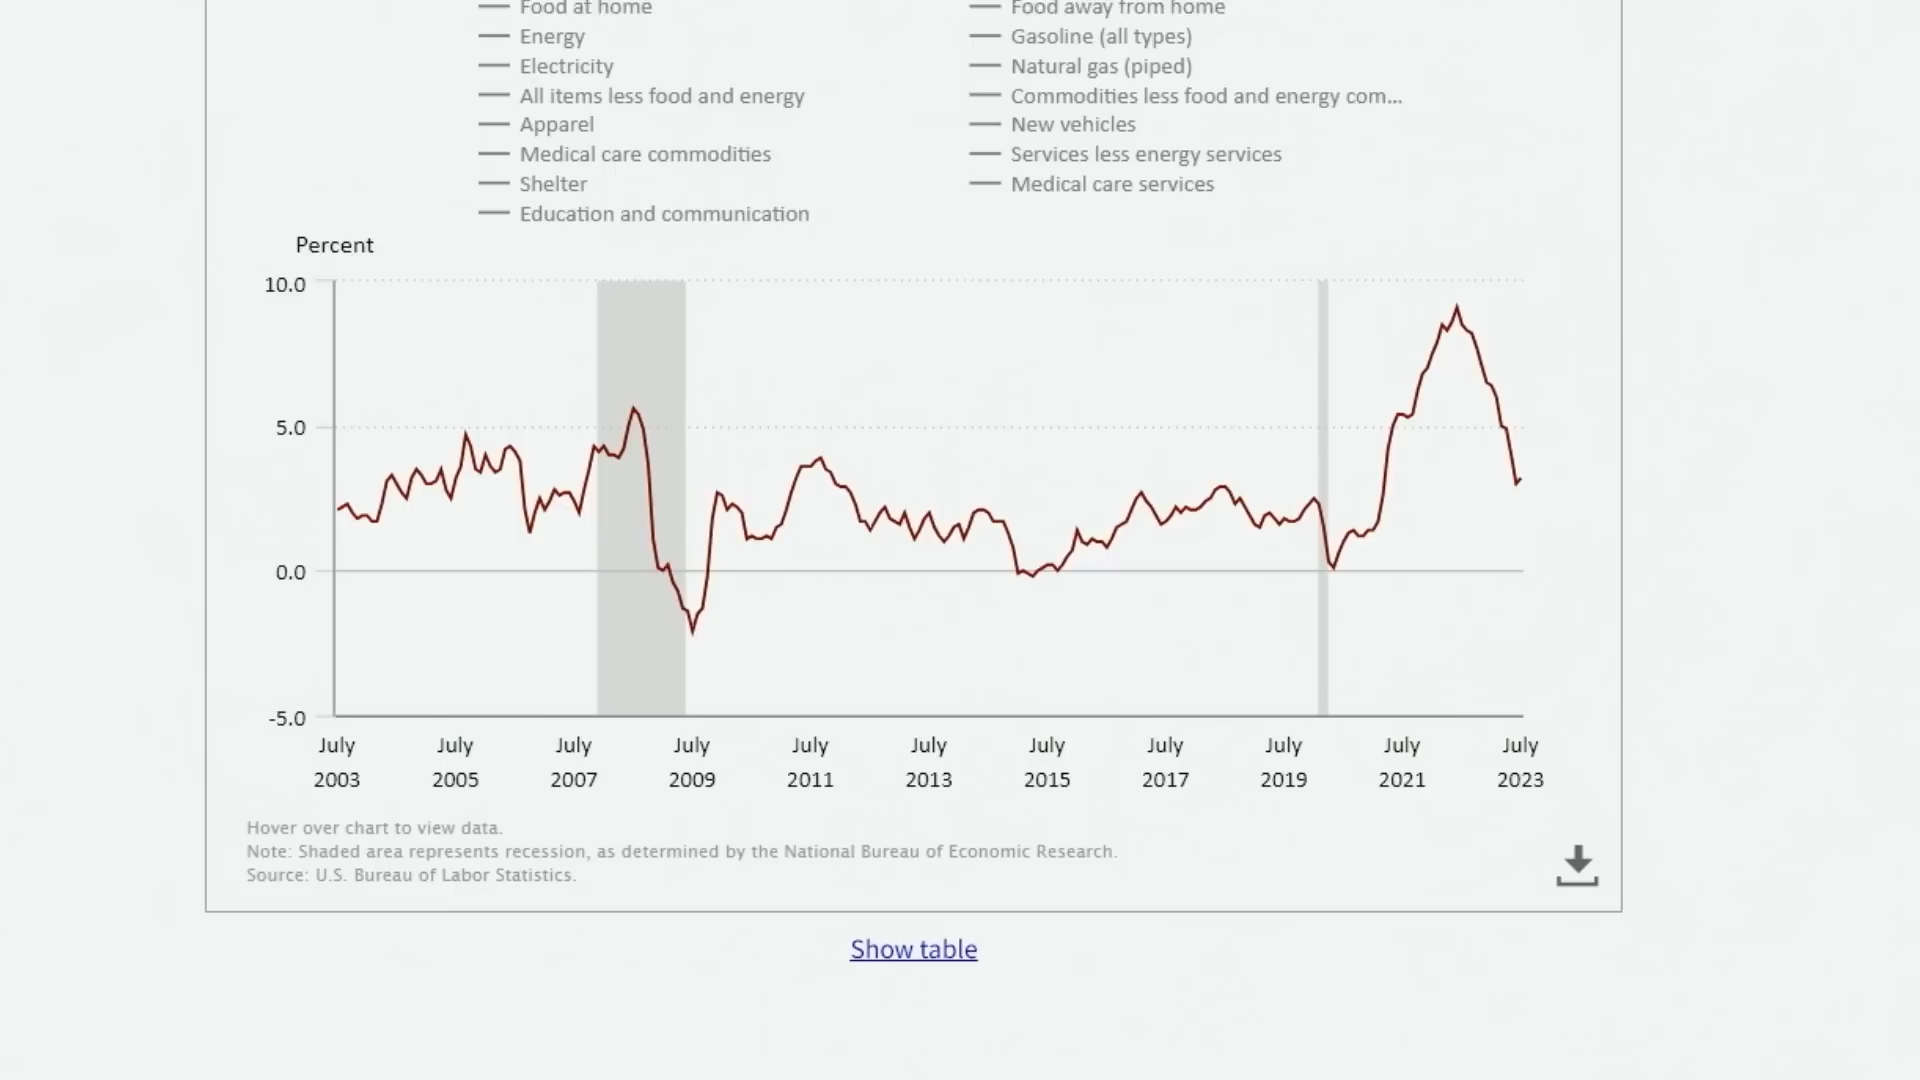 Food at home
Food away from home
Energy
Gasoline (all types)
Electricity
Natural gas (piped)
All items less food and energy
Commodities less food and energy com...
Apparel
New vehicles
Medical care commodities
Services less energy services
Shelter
Medical care services
Education and communication
Percent
10.0
5.0
0.0
-5.0
July July July July July July July July July July July
2003 2005 2007 2009 2011 2013 2015 2017 2019 2021 2023
Hover over chart to view data.
Note: Shaded area represents recession, as determined by the National Bureau of Economic Research.
Source: U.S. Bureau of Labor Statistics.
Show table